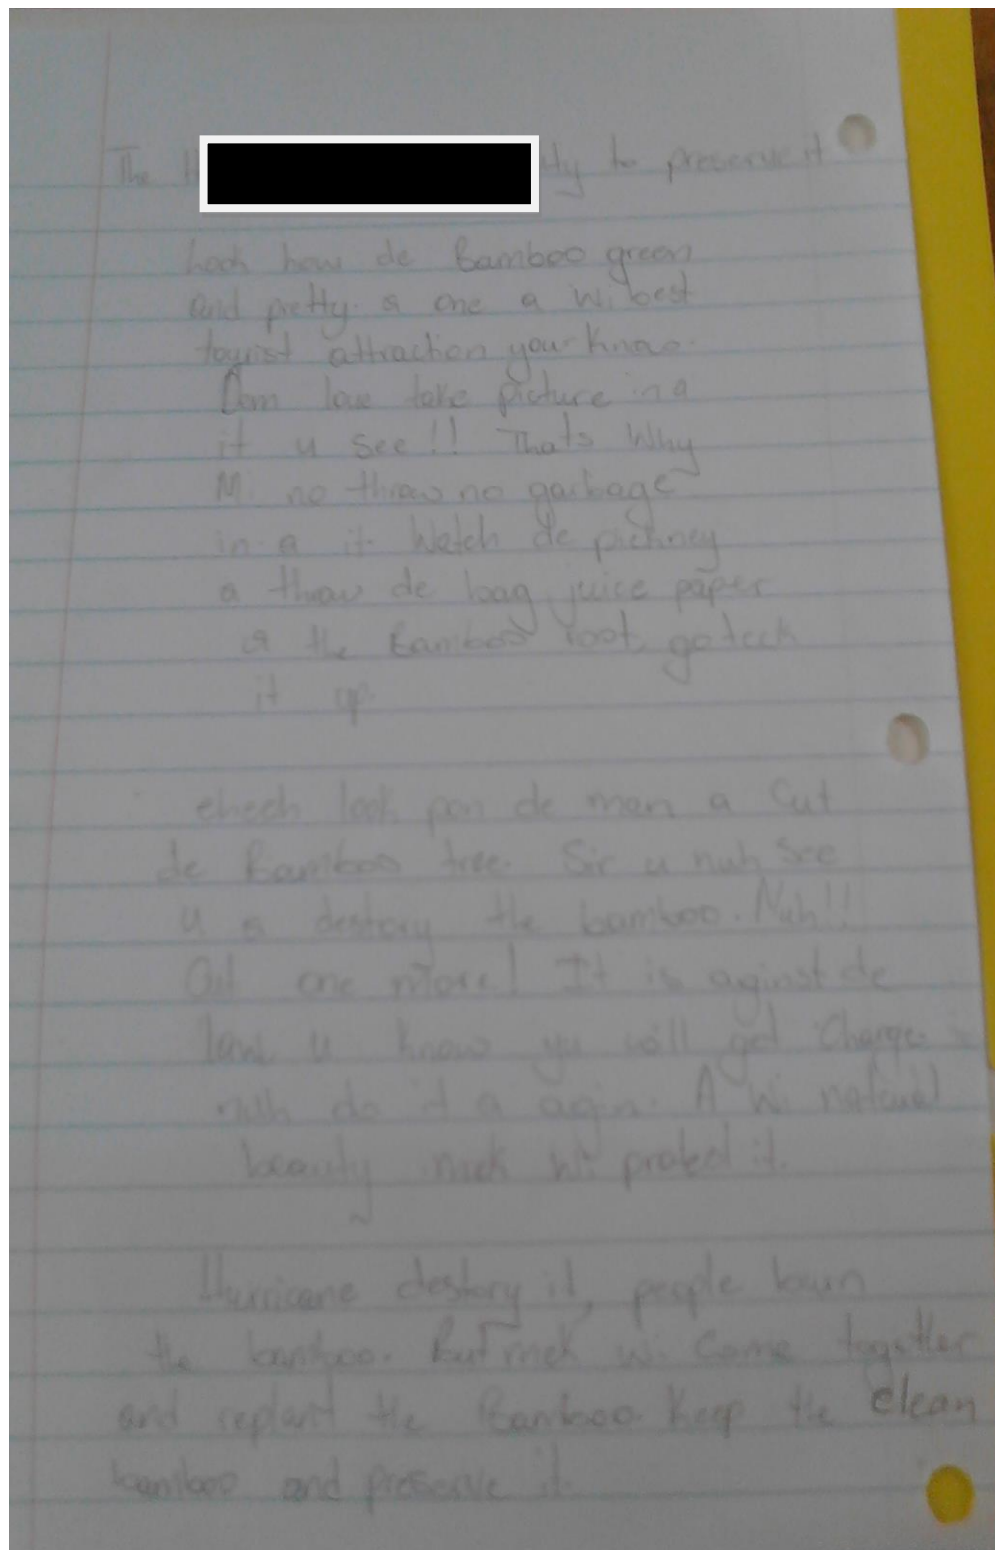 The
to preserve it
Look how de Bamboo green
and pretty. a one a Wi best
tourist attraction you know.
Dem love take picture in a
it u see!! Thats Why
Mi no throw no garbage
in a it. Watch de pickney
a throw de bag juice paper
a the Bamboo root, go teck
it up.
cheech look pon de man a Cut
de Bamboo tree. Sir u nuh see
u a destory the bamboo. Nuh!!
Cut one more! It is aginst de
law u know yu will get Charge
nuh do it a agin. A Wi natural
beauty mek wi protect it.
Hurricane destory it, people burn
the bamboo. But mek wi Come together
and replant the Bamboo. Keep the clean
bamboo and preserve it.